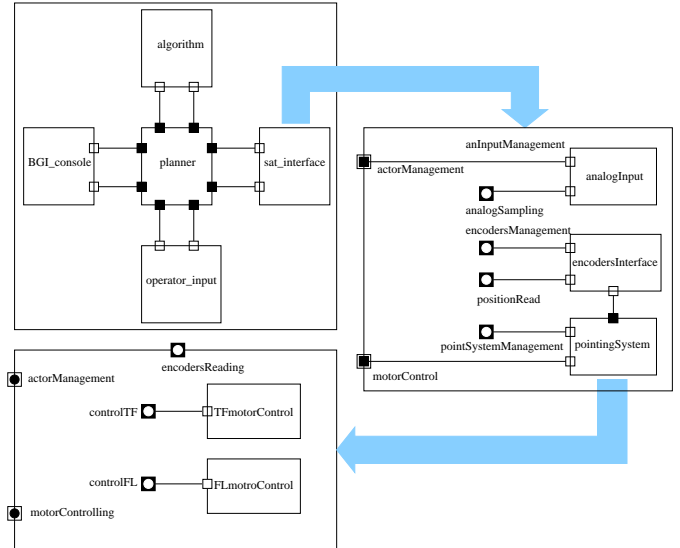 algorithm
BGI_console
planner
sat_interface
operator_input
anInputManagement
actorManagement
analogInput
analogSampling
encodersManagement
encodersInterface
positionRead
pointSystemManagement
pointingSystem
motorControl
encodersReading
actorManagement
controlTF
TFmotorControl
controlFL
FLmotroControl
motorControlling